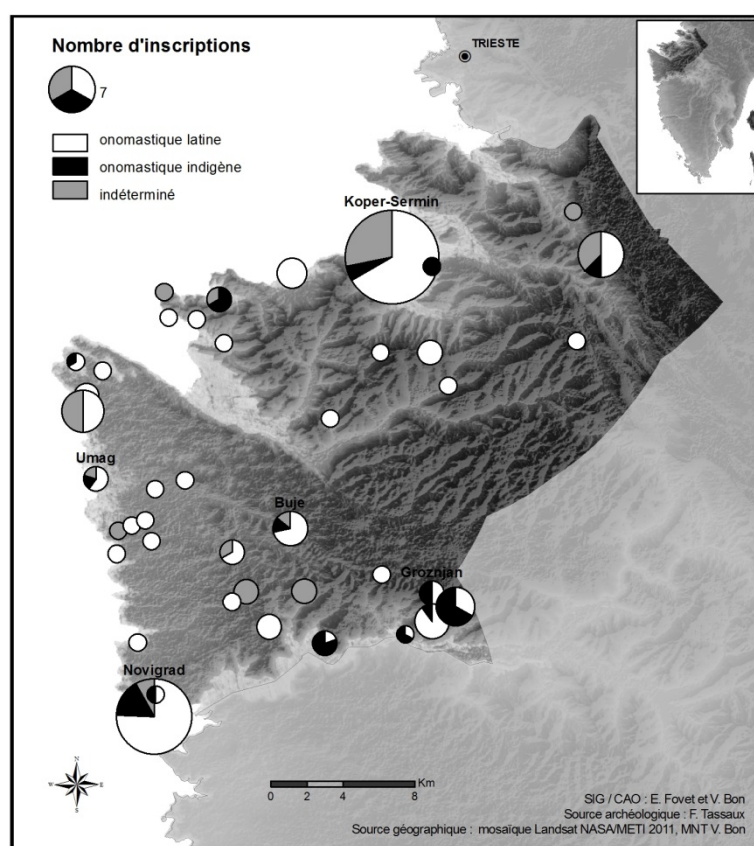 Nombre d'inscriptions
7
onomastique latine
onomastique indigène
indéterminé
TRIESTE
Koper-Sermin
Umag
Buje
Groznjan
Novigrad
N
W E
S
0 2 4 8 Km
SIG / CAO : E. Fovet et V. Bon
Source archéologique : F. Tassaux
Source géographique : mosaïque Landsat NASA/METI 2011, MNT V. Bon